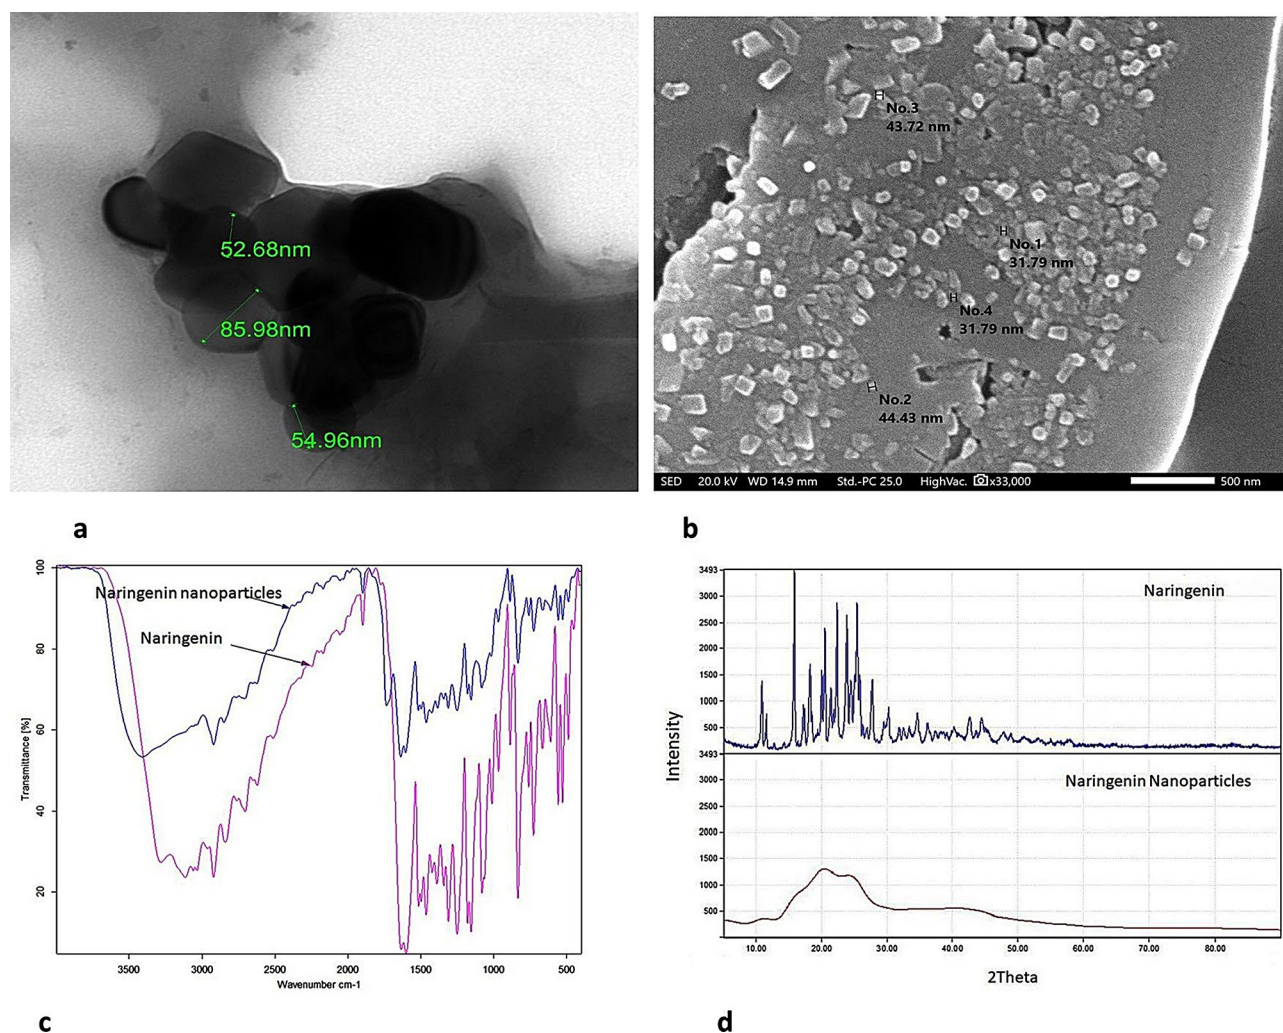 52.68nm
85.98nm
54.96nm
a
No.3
43.72 nm
No.1
31.79 nm
No.4
31.79 nm
No.2
44.43 nm
SED 20.0 kV WD 14.9 mm Std.-PC 25.0 HighVac. x33,000 500 nm
b
Transmittance [%]
100
80
60
40
20
Naringenin nanoparticles
Naringenin
3500 3000 2500 2000 1500 1000 500
Wavenumber cm-1
c
Intensity
3493
3000
2500
2000
1500
1000
500
Naringenin
3493
3000
2500
2000
1500
1000
500
Naringenin Nanoparticles
10.00 20.00 30.00 40.00 50.00 60.00 70.00 80.00
2Theta
d